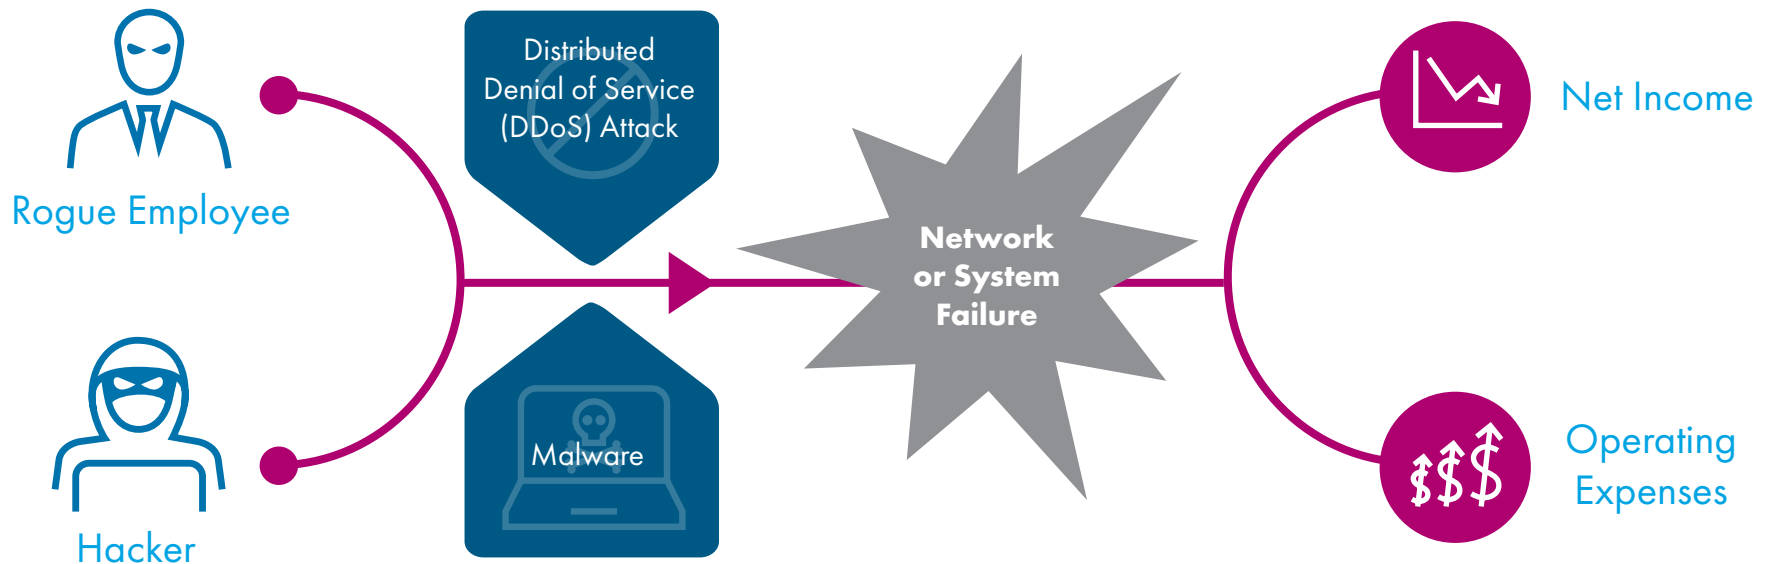 Rogue Employee
Hacker
Distributed
Denial of Service
(DDoS) Attack
Malware
Network
or System
Failure
Net Income
Operating
Expenses